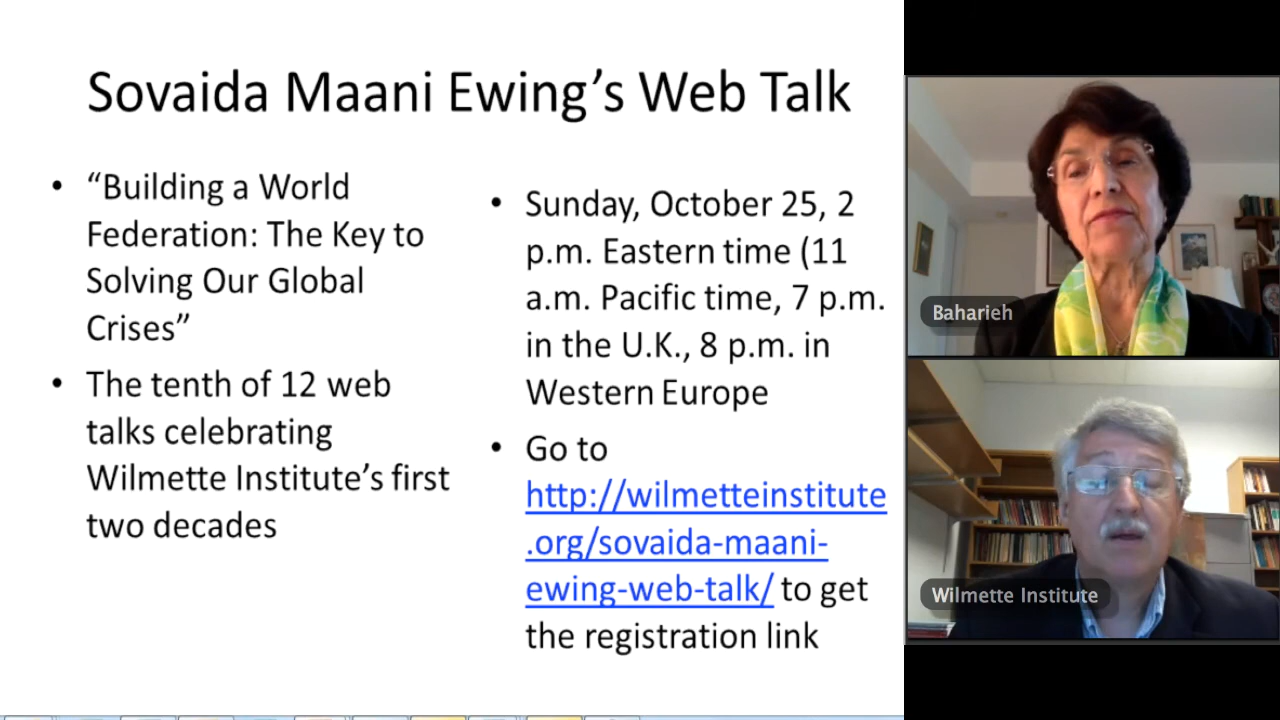 Sovaida Maani Ewing’s Web Talk
• “Building a World
Federation: The Key to
Solving Our Global
Crises”
• The tenth of 12 web
talks celebrating
Wilmette Institute’s first
two decades
• Sunday, October 25, 2
p.m. Eastern time (11
a.m. Pacific time, 7 p.m.
in the U.K., 8 p.m. in
Western Europe
• Go to
http://wilmetteinstitute
.org/sovaida-maani-
ewing-web-talk/ to get
the registration link
Baharieh
Wilmette Institute